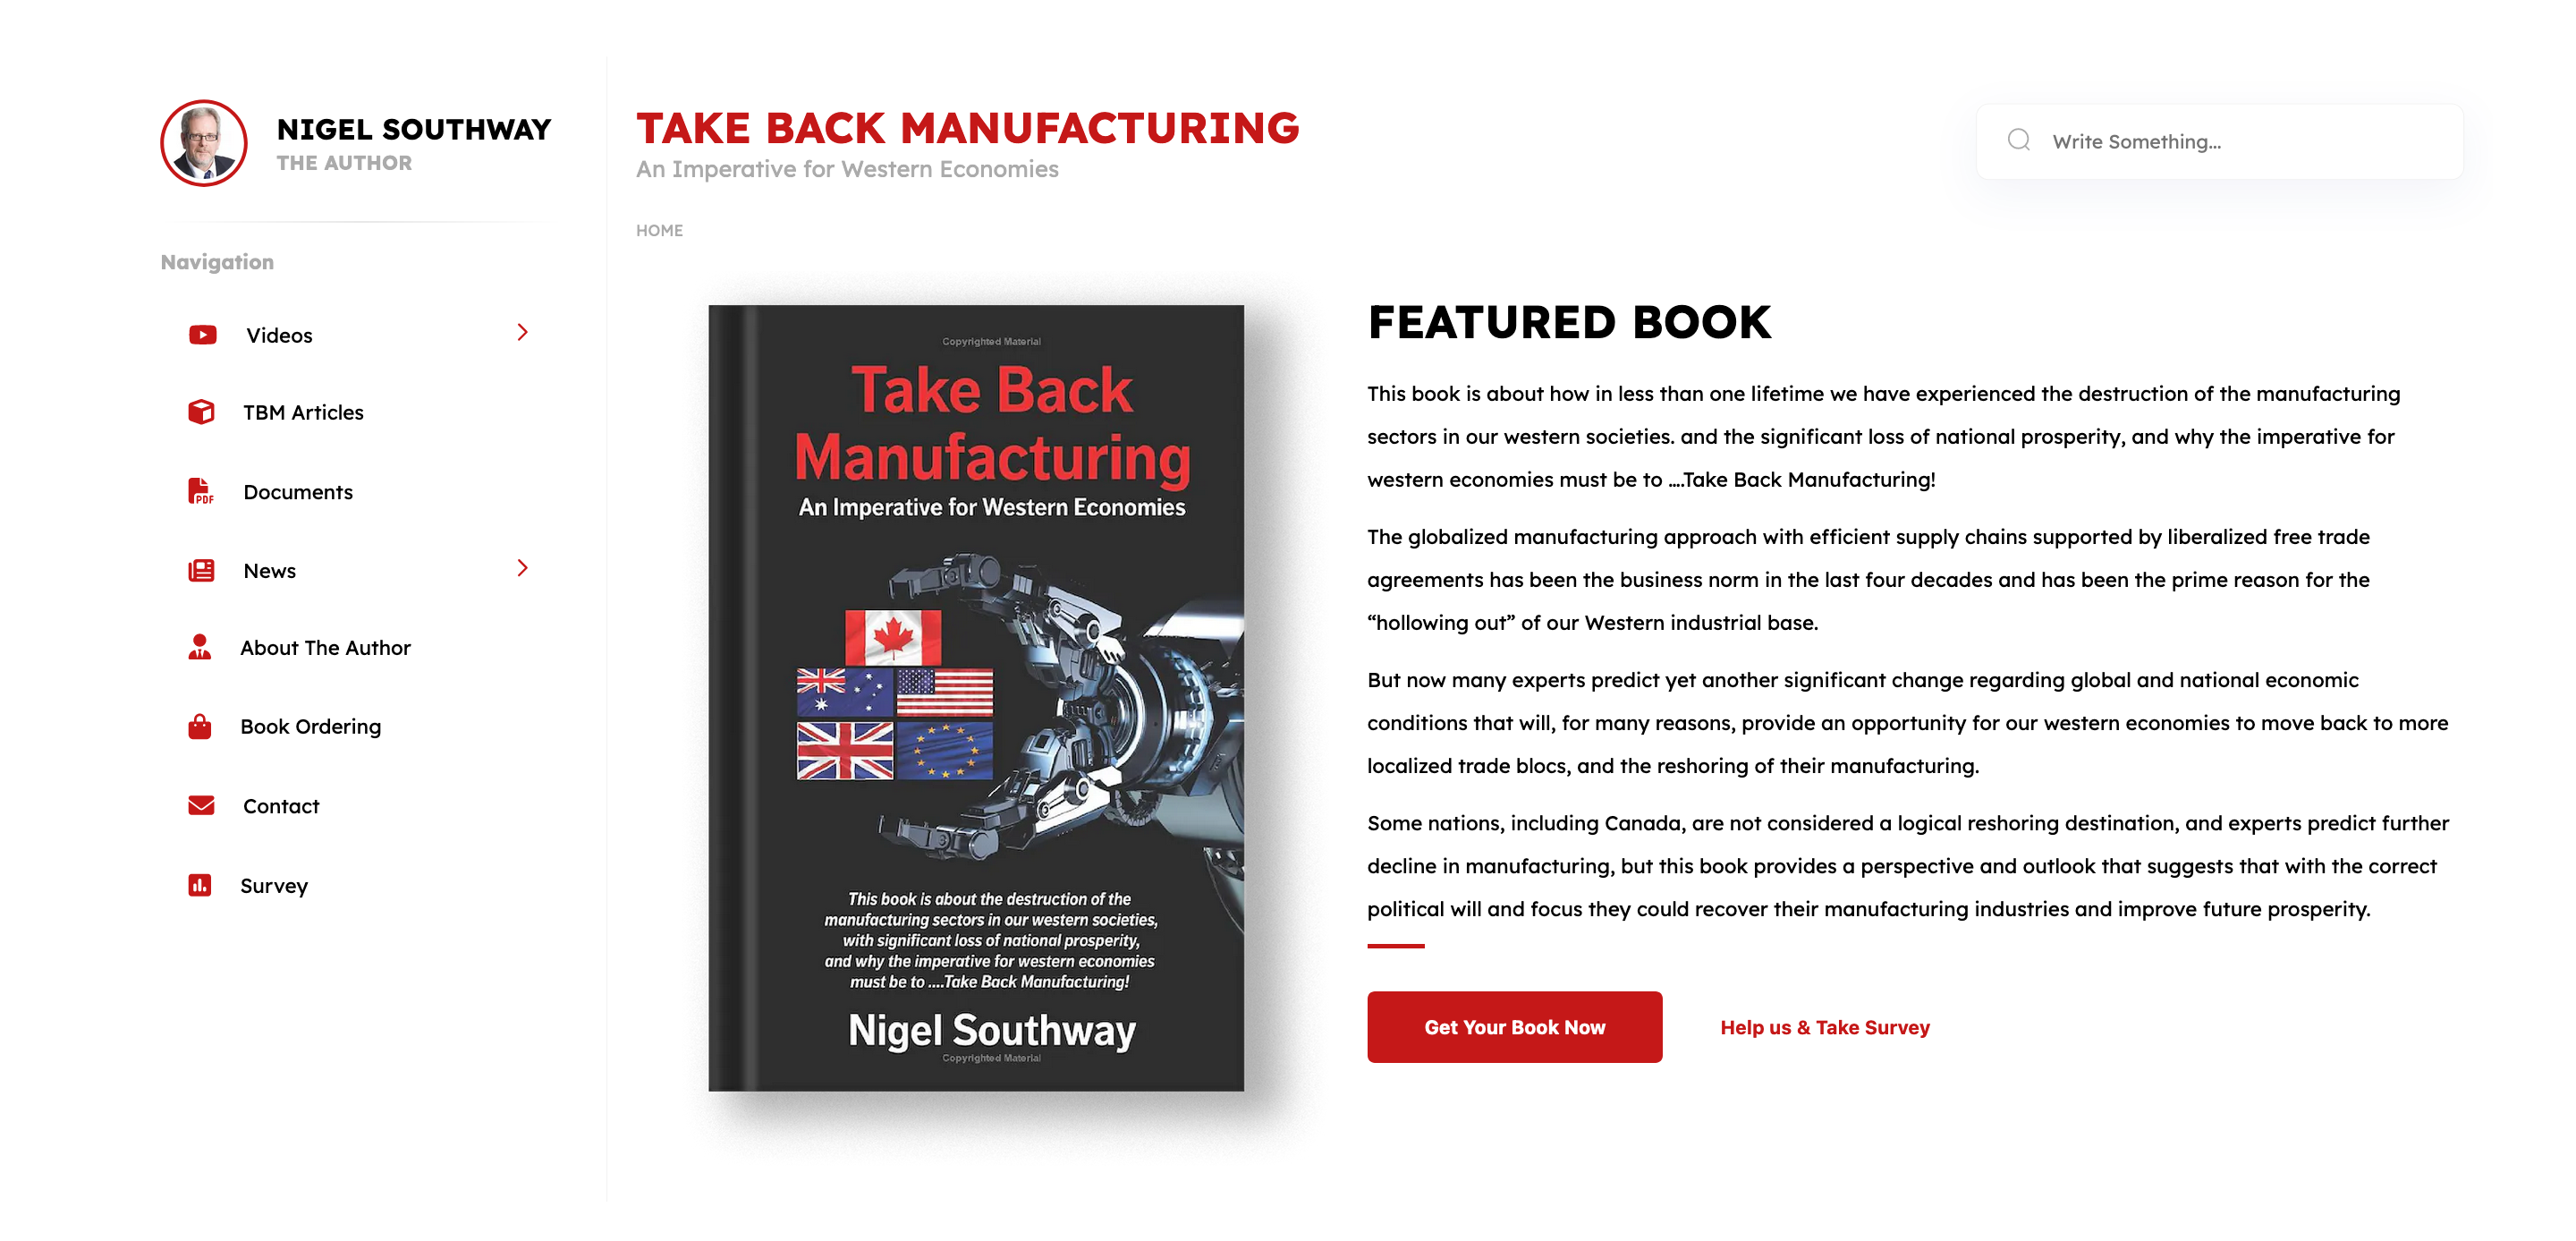 NIGEL SOUTHWAY
THE AUTHOR
Navigation
Videos
TBM Articles
PDF
Documents
News
About The Author
Book Ordering
Contact
Survey
TAKE BACK MANUFACTURING
An Imperative for Western Economies
Write Something...
HOME
Copyrighted Material
Take Back
Manufacturing
An Imperative for Western Economies
This book is about the destruction of the
manufacturing sectors in our western societies,
with significant loss of national prosperity,
and why the imperative for western economies
must be to ....Take Back Manufacturing!
Nigel Southway
Copyrighted Material
FEATURED BOOK
This book is about how in less than one lifetime we have experienced the destruction of the manufacturing
sectors in our western societies. and the significant loss of national prosperity, and why the imperative for
western economies must be to ....Take Back Manufacturing!
The globalized manufacturing approach with efficient supply chains supported by liberalized free trade
agreements has been the business norm in the last four decades and has been the prime reason for the
“hollowing out” of our Western industrial base.
But now many experts predict yet another significant change regarding global and national economic
conditions that will, for many reasons, provide an opportunity for our western economies to move back to more
localized trade blocs, and the reshoring of their manufacturing.
Some nations, including Canada, are not considered a logical reshoring destination, and experts predict further
decline in manufacturing, but this book provides a perspective and outlook that suggests that with the correct
political will and focus they could recover their manufacturing industries and improve future prosperity.
Get Your Book Now
Help us & Take Survey